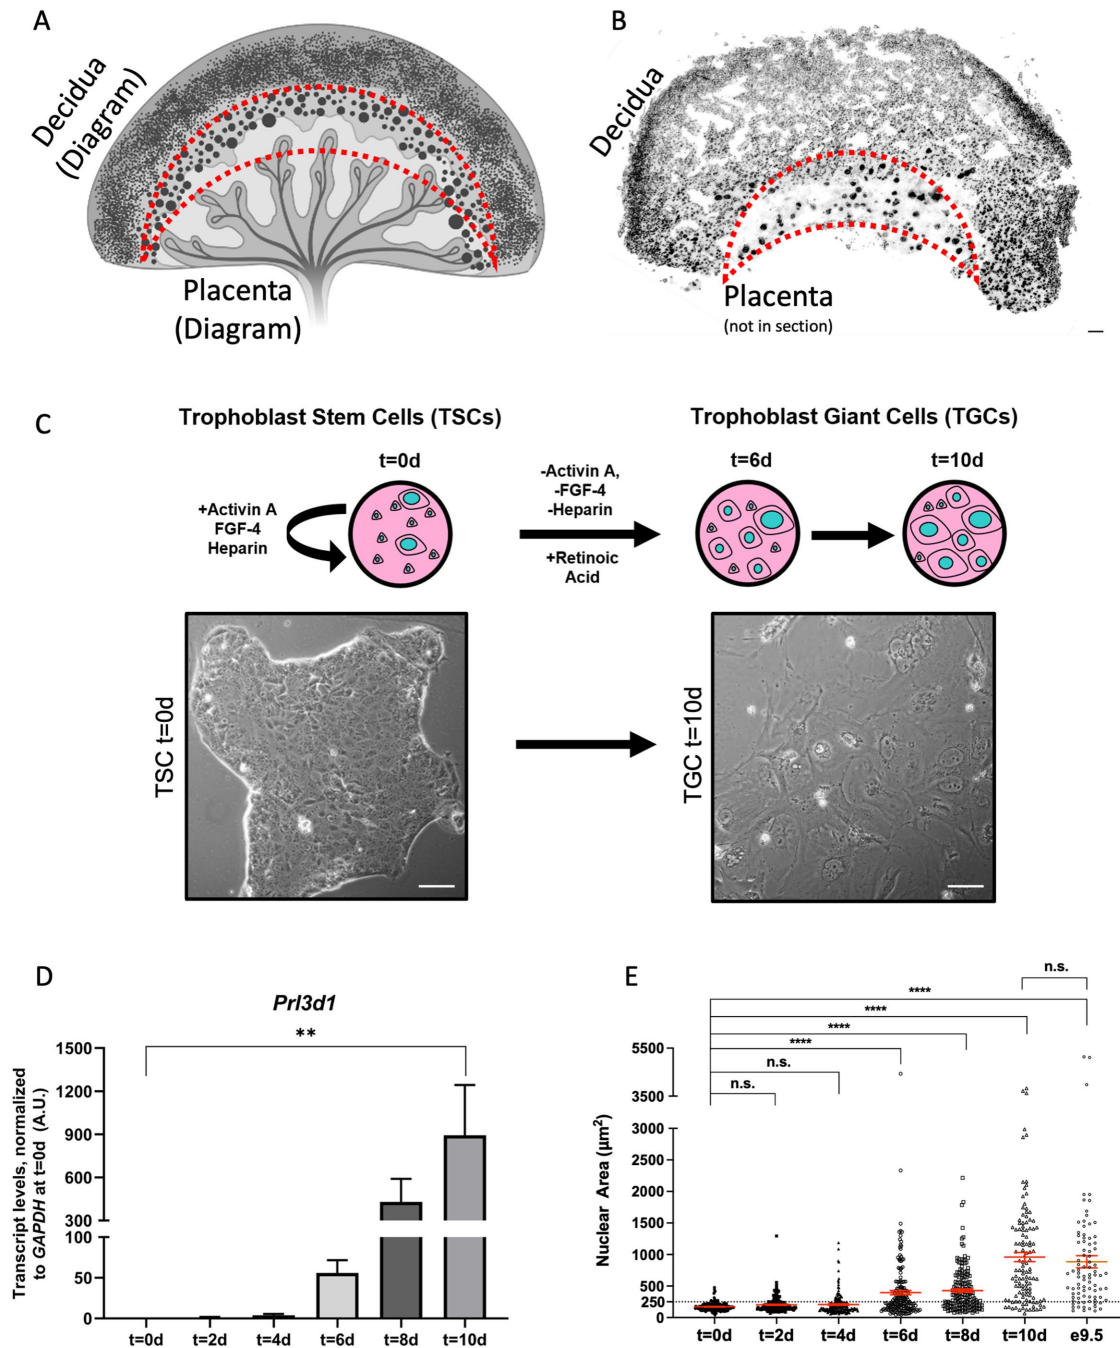 A
Decidua
(Diagram)
Placenta
(Diagram)
B
Decidua
Placenta
(not in section)
C
Trophoblast Stem Cells (TSCs)
Trophoblast Giant Cells (TGCs)
t=0d
+Activin A
FGF-4
Heparin
-Activin A,
-FGF-4
-Heparin
+Retinoic
Acid
t=6d
t=10d
TSC t=0d
TGC t=10d
D
Prl3d1
**
Transcript levels, normalized
to GAPDH at t=0d (A.U.)
1500
1200
900
600
300
100
50
0
t=0d
t=2d
t=4d
t=6d
t=8d
t=10d
E
n.s.
****
****
****
****
n.s.
n.s.
Nuclear Area (µm²)
5500
3500
3000
2500
2000
1500
1000
500
250
0
t=0d
t=2d
t=4d
t=6d
t=8d
t=10d
e9.5